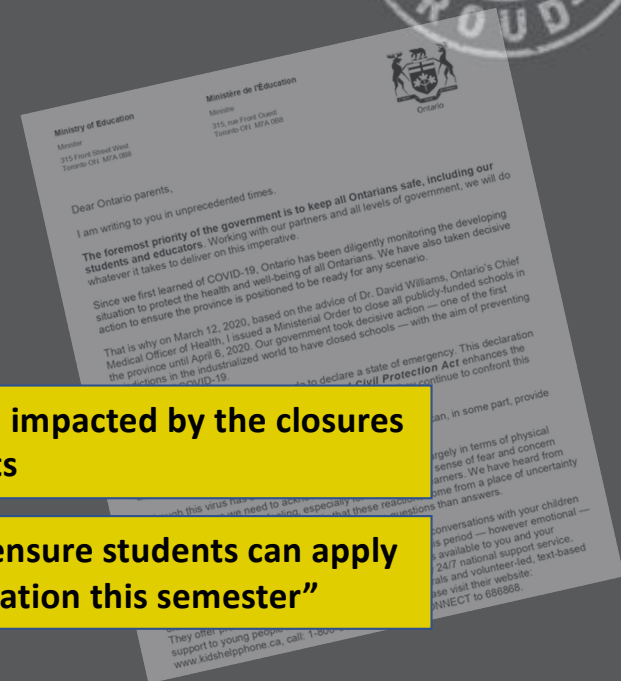 ROUD
Ministry of Education
Minister
315 Front Street West
Toronto ON M7A 0B8
Ministère de l'Éducation
Ministre
315, rue Front Ouest
Toronto ON M7A 0B8
Ontario
Dear Ontario parents,
I am writing to you in unprecedented times.
The foremost priority of the government is to keep all Ontarians safe, including our
students and educators. Working with our partners and all levels of government, we will do
whatever it takes to deliver on this imperative.
Since we first learned of COVID-19, Ontario has been diligently monitoring the developing
situation to protect the health and well-being of all Ontarians. We have also taken decisive
action to ensure the province is positioned to be ready for any scenario.
That is why on March 12, 2020, based on the advice of Dr. David Williams, Ontario's Chief
Medical Officer of Health, I issued a Ministerial Order to close all publicly-funded schools in
the province until April 6, 2020. Our government took decisive action — one of the first
dictions in the industrialized world to have closed schools — with the aim of preventing
COVID-19.
to declare a state of emergency. This declaration
Civil Protection Act enhances the
continue to confront this
can, in some part, provide
impacted by the closures
ts
rgely in terms of physical
sense of fear and concern
arners. We have heard from
this virus has
we need to
eling, especially
that these reactions
ome from a place of uncertainty
questions than answers.
ensure students can apply
ation this semester”
conversations with your children
is period — however emotional —
s available to you and your
24/7 national support service.
rals and volunteer-led, text-based
ase visit their website:
NNECT to 686868.
They offer
support to young people
www.kidshelpphone.ca, call: 1-800-